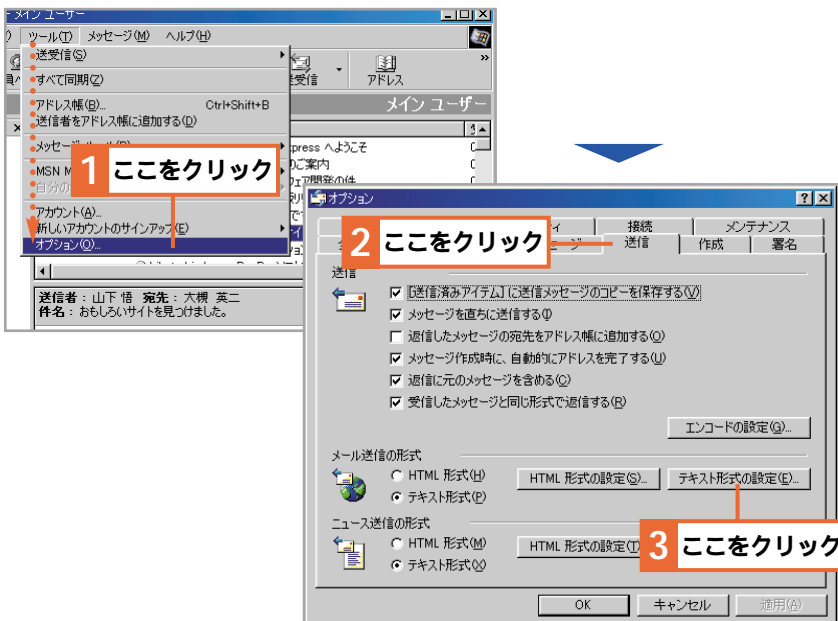 メイン ユーザー
ツール(T) メッセージ(M) ヘルプ(H)
送受信(S)
すべて同期(Z)
アドレス帳(B)... Ctrl+Shift+B
送信者をアドレス帳に追加する(D)
MSN M
自分の
アカウント(A)...
新しいアカウントのサインアップ(E)
オプション(O)...
受信 アドレス
»
メイン ユーザー
press へようこそ
のご案内
1 ここをクリック
送信者: 山下 悟 宛先: 大槻 英二
件名: おもしろいサイトを見つけました。
オプション
接続 メンテナンス
2 ここをクリック
送信 作成 署名
送信
[送信済みアイテム] に送信メッセージのコピーを保存する(V)
メッセージを直ちに送信する(I)
返信したメッセージの宛先をアドレス帳に追加する(O)
メッセージ作成時に、自動的にアドレスを完了する(U)
返信に元のメッセージを含める(C)
受信したメッセージと同じ形式で返信する(R)
エンコードの設定(G)...
メール送信の形式
HTML 形式(H) HTML 形式の設定(S)... テキスト形式の設定(E)...
テキスト形式(P)
ニュース送信の形式
HTML 形式(M) HTML 形式の設定(T)
テキスト形式(X)
3 ここをクリック
OK キャンセル 適用(A)